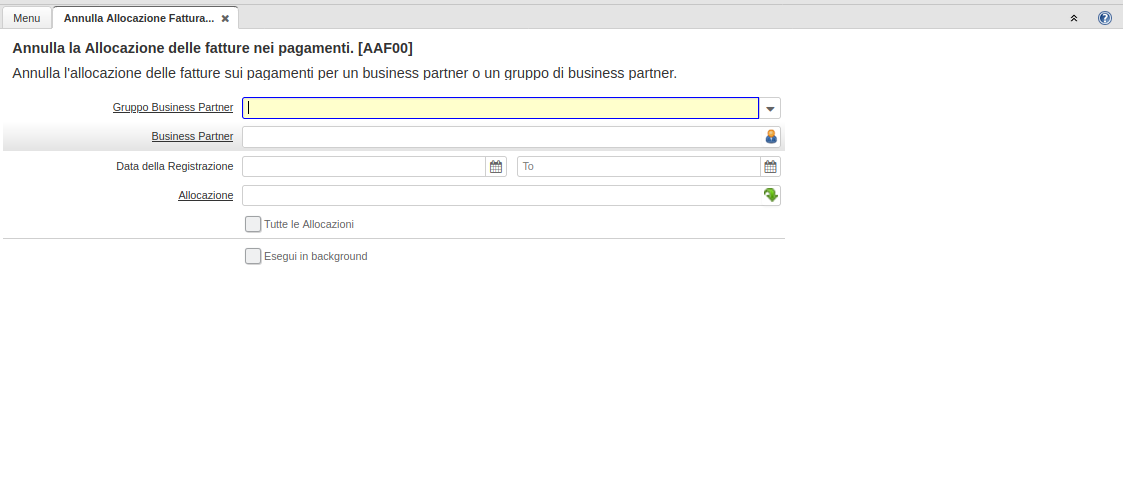 Menu
Annulla Allocazione Fattura...
Annulla la Allocazione delle fatture nei pagamenti. [AAF00]
Annulla l'allocazione delle fatture sui pagamenti per un business partner o un gruppo di business partner.
Gruppo Business Partner
Business Partner
Data della Registrazione To
Allocazione
Tutte le Allocazioni
Esegui in background